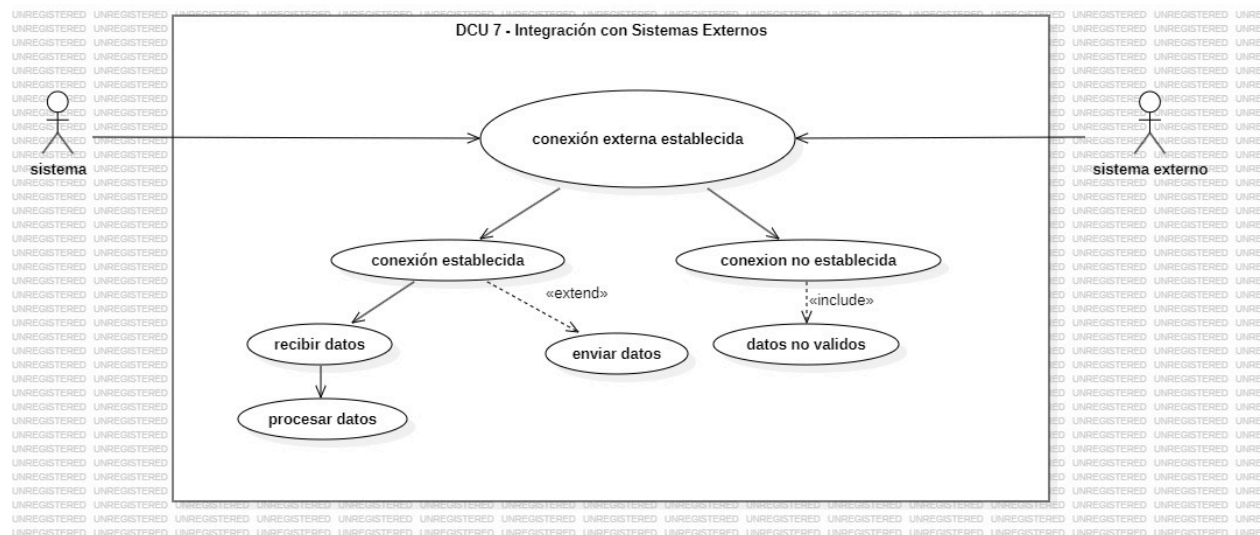 DCU 7 - Integración con Sistemas Externos
conexión externa establecida
sistema
sistema externo
conexión establecida
conexion no establecida
«extend»
«include»
recibir datos
enviar datos
datos no validos
procesar datos
UNREGISTERED